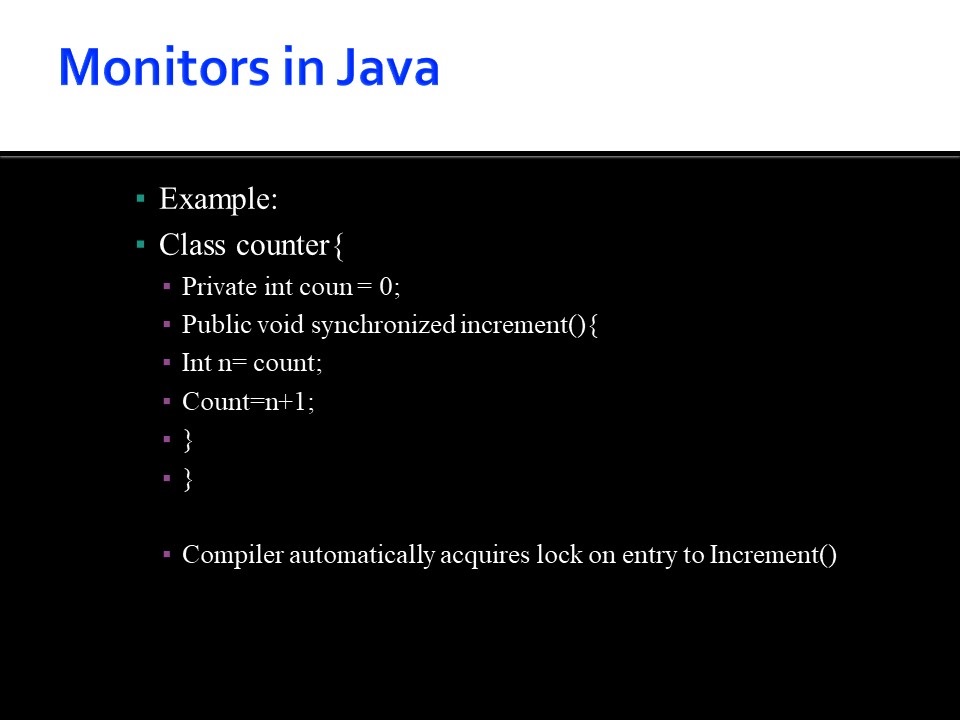 Monitors in Java
▪ Example:
▪ Class counter{
▪ Private int coun = 0;
▪ Public void synchronized increment(){
▪ Int n= count;
▪ Count=n+1;
▪ }
▪ }
▪ Compiler automatically acquires lock on entry to Increment()